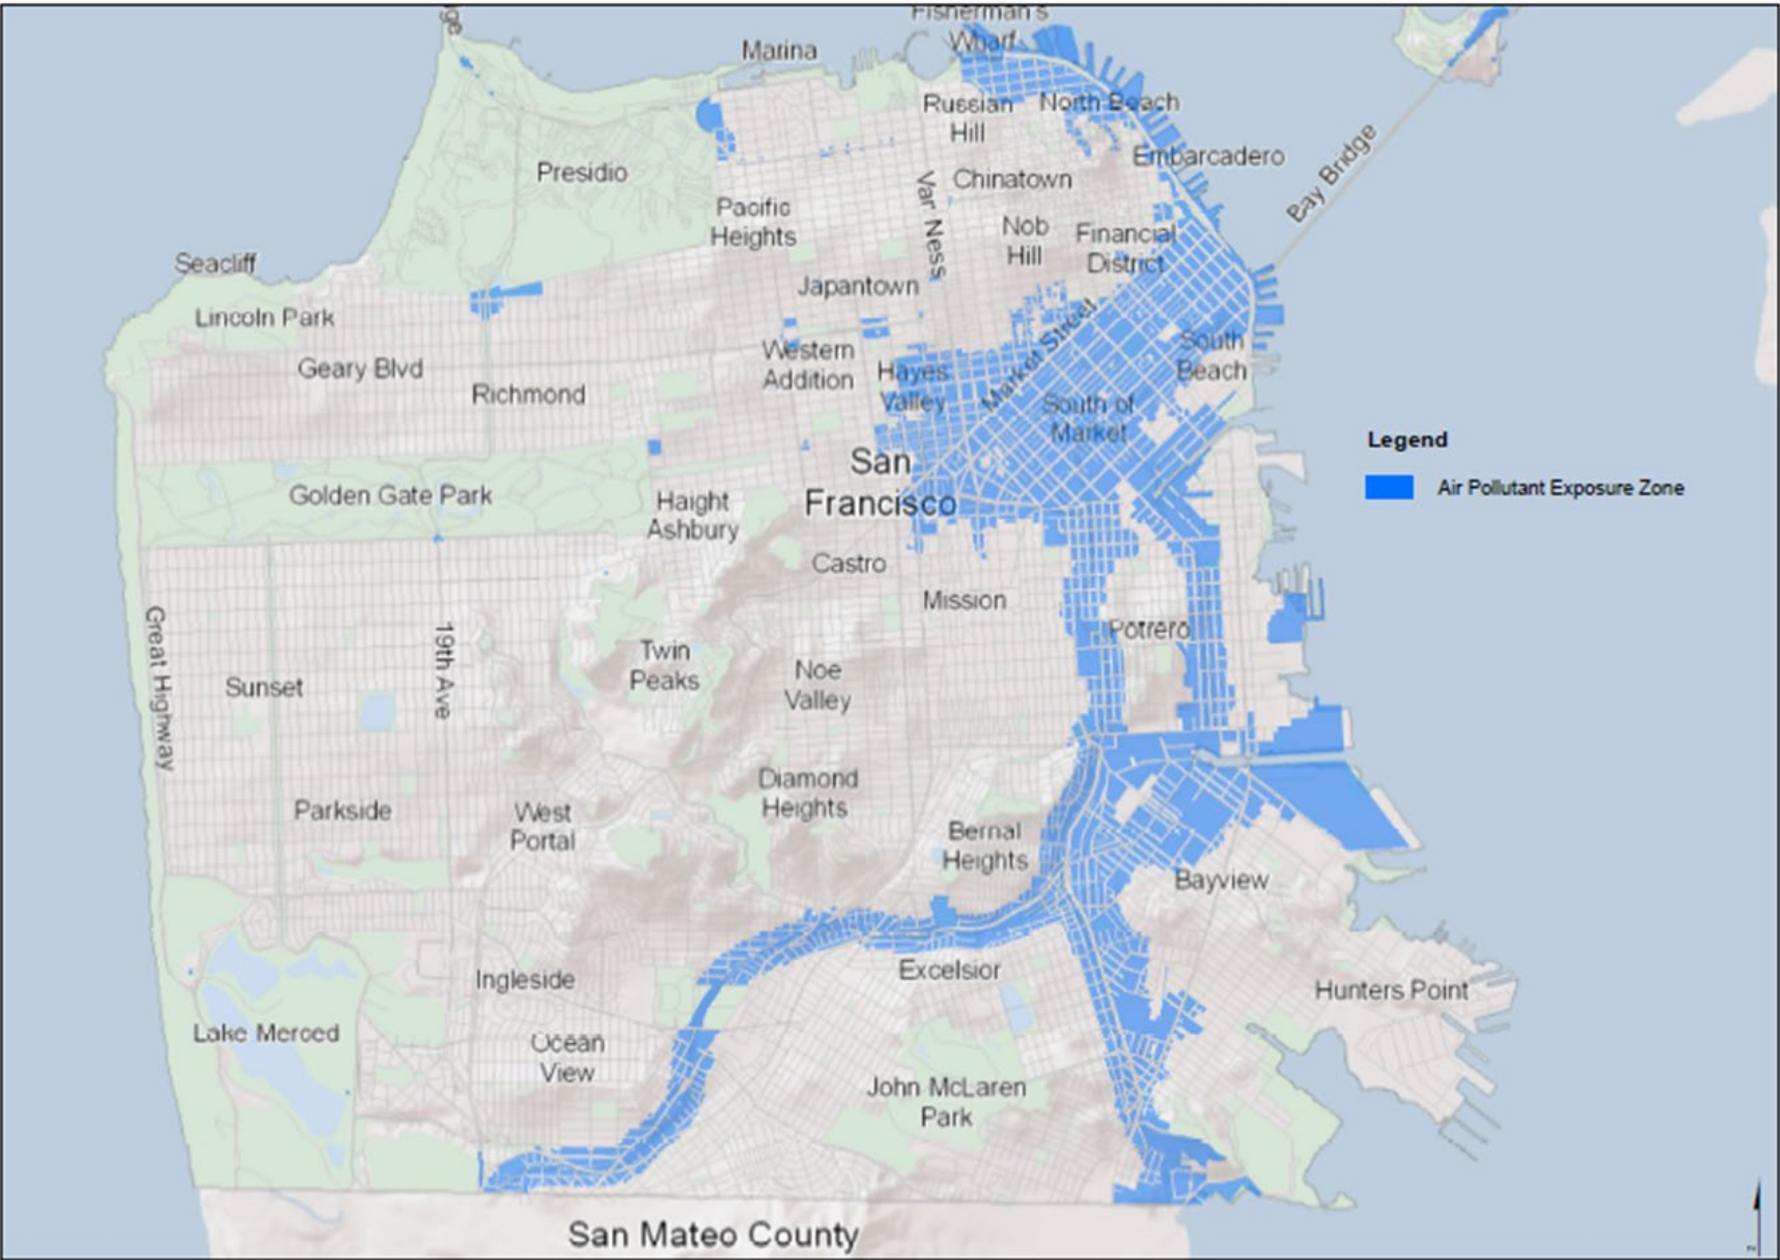 Fisherman's
Wharf
Marina
Russian
Hill
North Beach
Embarcadero
Bay Bridge
Presidio
Chinatown
Pacific
Heights
Van Ness
Nob
Hill
Financial
District
Seacliff
Japantown
Lincoln Park
Market Street
South
Beach
Geary Blvd
Richmond
Western
Addition
Hayes
Valley
South of
Market
Legend
Air Pollutant Exposure Zone
San
Francisco
Golden Gate Park
Haight
Ashbury
Castro
Mission
Potrero
Great Highway
19th Ave
Sunset
Twin
Peaks
Noe
Valley
Diamond
Heights
Parkside
West
Portal
Bernal
Heights
Bayview
Ingleside
Excelsior
Hunters Point
Lake Merced
Ocean
View
John McLaren
Park
San Mateo County